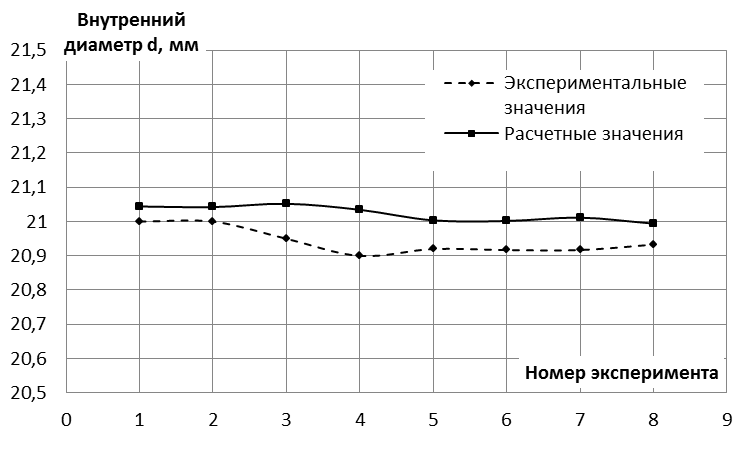 Внутренний
диаметр d, мм
21,5
21,4
21,3
21,2
21,1
21
20,9
20,8
20,7
20,6
20,5
Экспериментальные
значения
Расчетные значения
Номер эксперимента
0 1 2 3 4 5 6 7 8 9